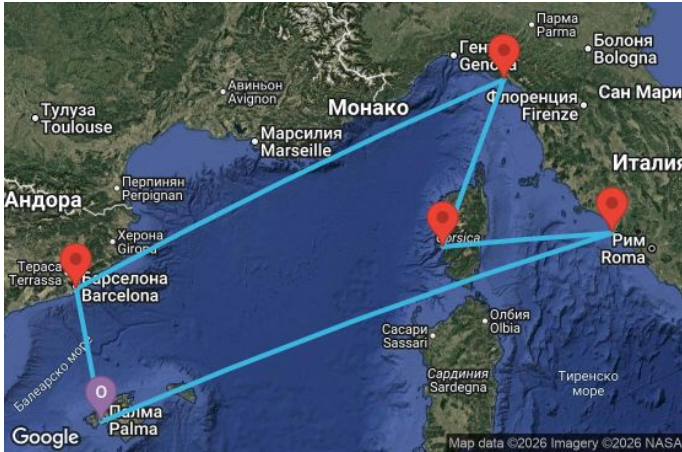 Парма
Parma
Ген
Genova
Болоня
Bologna
Авиньон
Avignon
Монако
Флоренция
Firenze
Сан Мари
Тулуза
Toulouse
Марсилия
Marseille
Италия
Перпинян
Perpignan
Андора
Херона
Girona
Corsica
Рим
Roma
Тераса
Terrassa
Барселона
Barcelona
Олбия
Olbia
Сасари
Sassari
Балеарско море
Сардиния
Sardegna
Тиренско
море
O
Палма
Palma
Google
Map data ©2026 Imagery ©2026 NASA